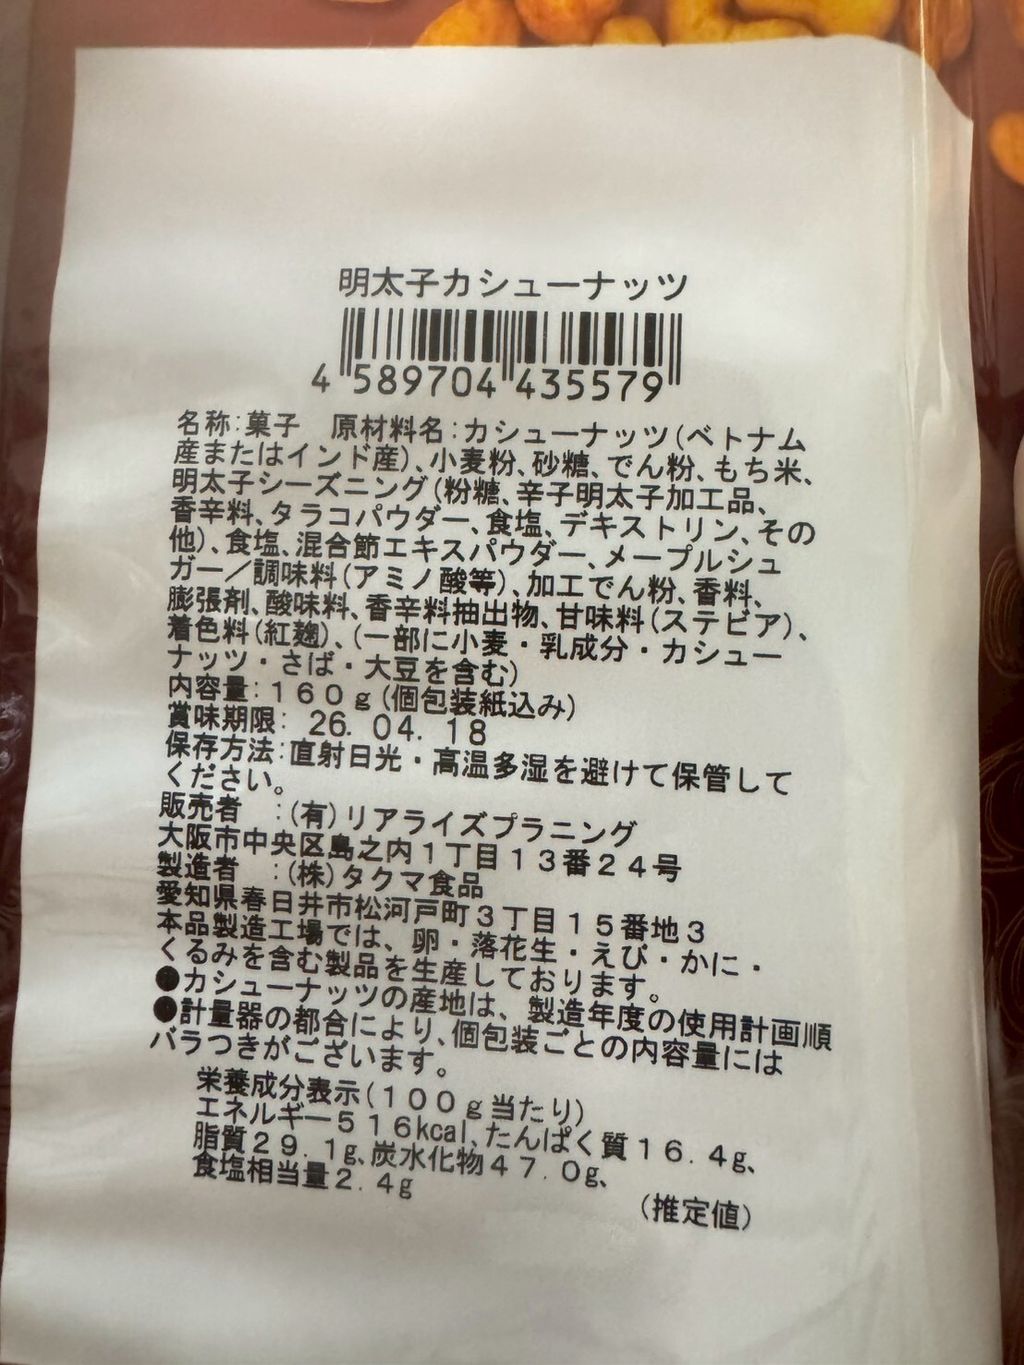 明太子カシューナッツ
4 589704 435579
名称:菓子　原材料名:カシューナッツ(ベトナム
産またはインド産)、小麦粉、砂糖、でん粉、もち米、
明太子シーズニング(粉糖、辛子明太子加工品、
香辛料、タラコパウダー、食塩、デキストリン、その
他)、食塩、混合節エキスパウダー、メープルシュ
ガー／調味料(アミノ酸等)、加工でん粉、香料、
膨張剤、酸味料、香辛料抽出物、甘味料(ステビア)、
着色料(紅麹)、(一部に小麦・乳成分・カシュー
ナッツ・さば・大豆を含む)
内容量:１６０ｇ(個包装紙込み)
賞味期限: 26. 04. 18
保存方法:直射日光・高温多湿を避けて保管して
ください。
販売者　:(有)リアライズプラニング
大阪市中央区島之内１丁目１３番２４号
製造者　:(株)タクマ食品
愛知県春日井市松河戸町３丁目１５番地３
本品製造工場では、卵・落花生・えび・かに・
くるみを含む製品を生産しております。
●カシューナッツの産地は、製造年度の使用計画順
●計量器の都合により、個包装ごとの内容量には
バラつきがございます。
栄養成分表示(１００ｇ当たり)
エネルギー５１６kcal、たんぱく質１６.４g、
脂質２９.１g、炭水化物４７.０g、
食塩相当量２.４g
(推定値)